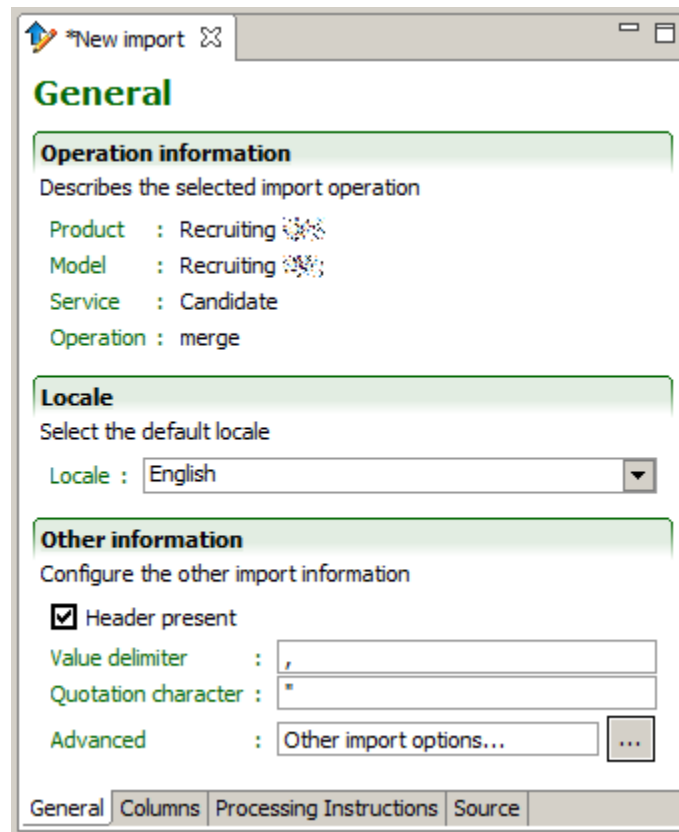 *New import
General
Operation information
Describes the selected import operation
Product : Recruiting
Model : Recruiting
Service : Candidate
Operation : merge
Locale
Select the default locale
Locale : English
Other information
Configure the other import information
Header present
Value delimiter : ,
Quotation character : "
Advanced : Other import options... ...
General Columns Processing Instructions Source